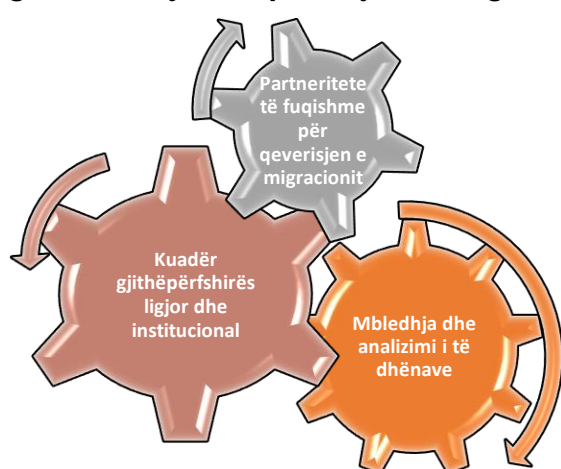 Partneritete
të fuqishme
për
qeverisjen e
migracionit
Kuadër
gjithëpërfshirës
ligjor dhe
institucional
Mbledhja dhe
analizimi i të
dhënave